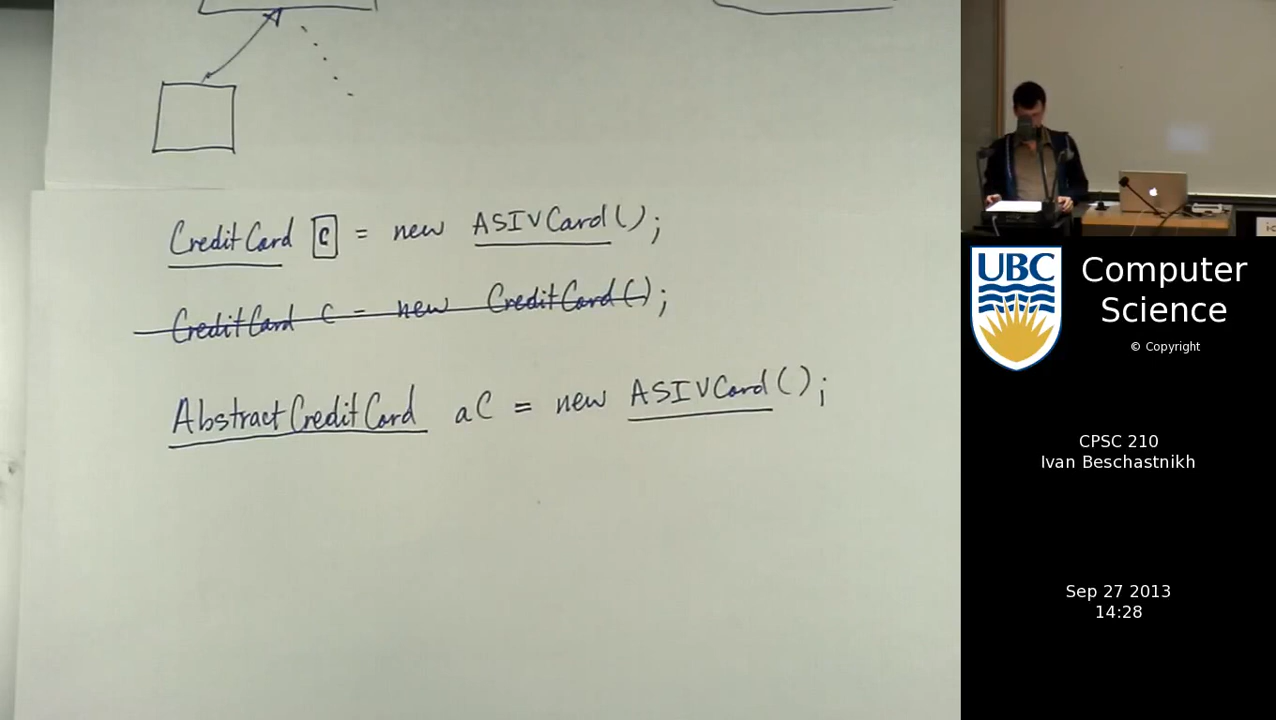 CreditCard c = new ASIVCard();
CreditCard c = new CreditCard();
AbstractCreditCard aC = new ASIVCard();
UBC
Computer
Science
© Copyright
CPSC 210
Ivan Beschastnikh
Sep 27 2013
14:28